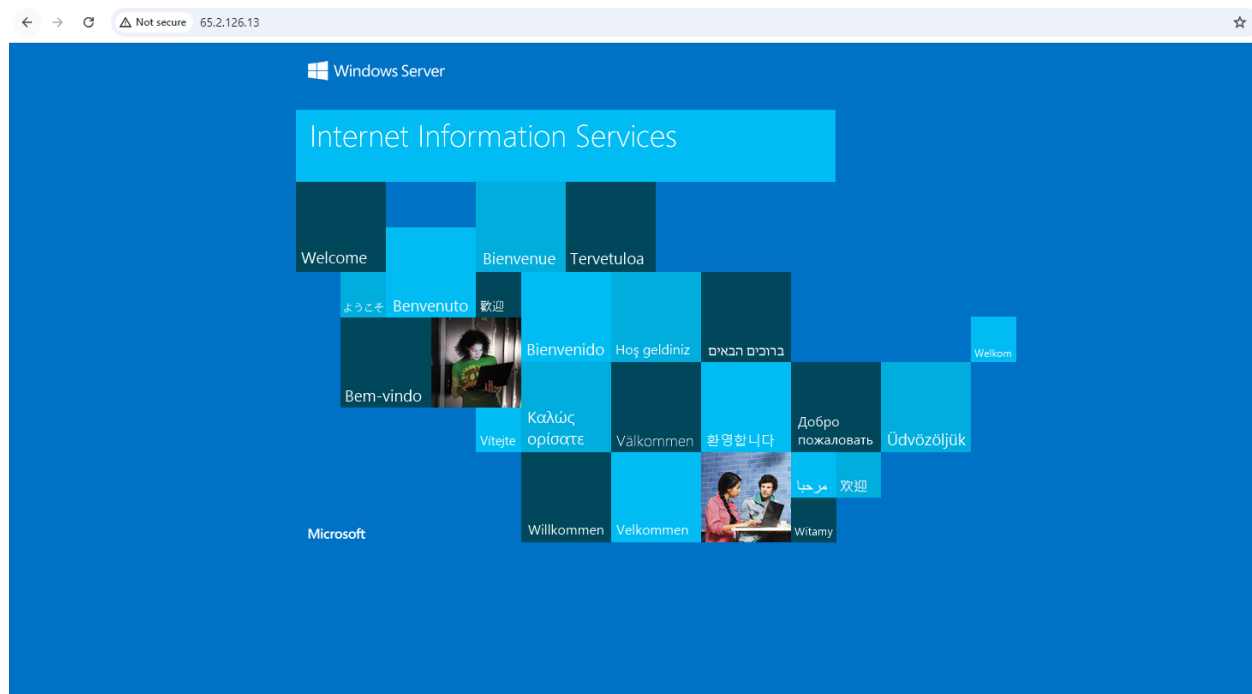 Not secure 65.2.126.13
Windows Server
Internet Information Services
Welcome
Bienvenue
Tervetuloa
ようこそ
Benvenuto
歡迎
Bienvenido
Hoş geldiniz
ברוכים הבאים
Welkom
Bem-vindo
Vítejte
Καλώς
ορίσατε
Välkommen
환영합니다
Добро
пожаловать
Üdvözöljük
مرحبا
欢迎
Microsoft
Willkommen
Velkommen
Witamy